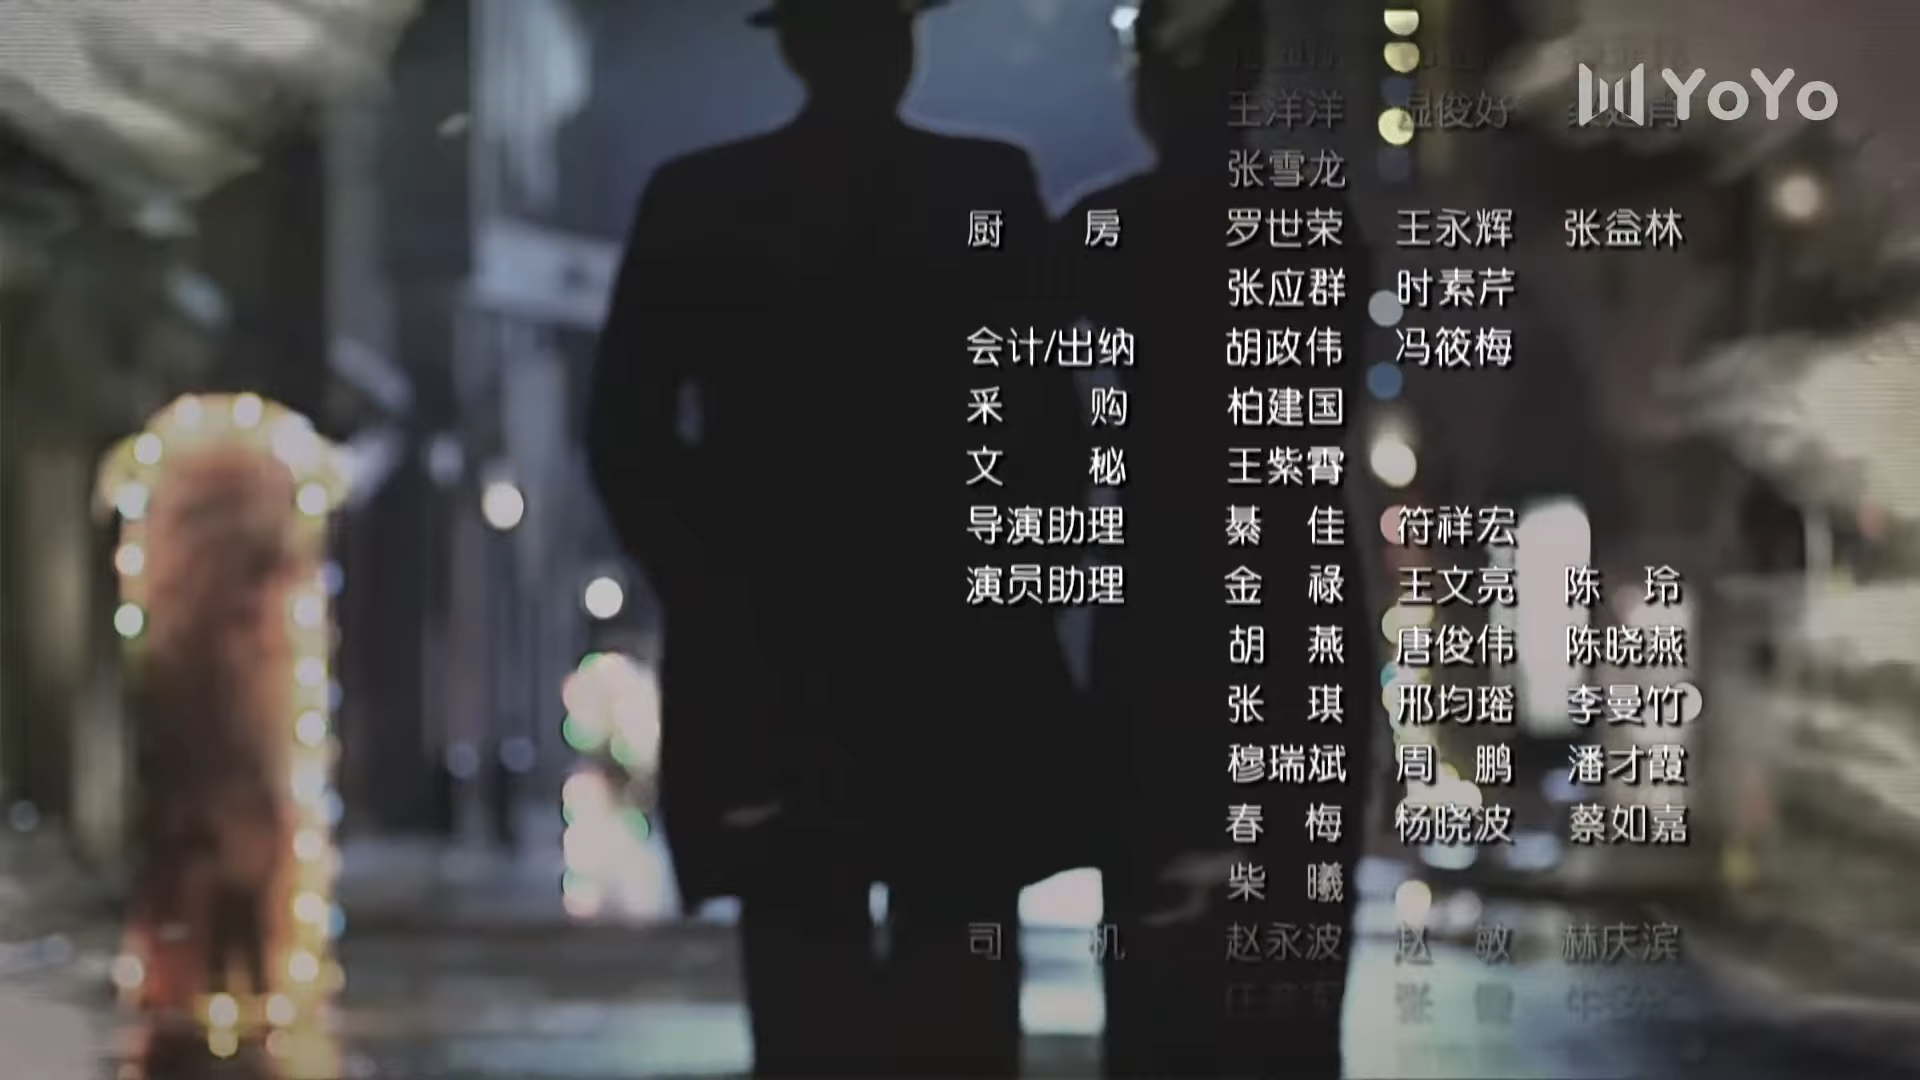 YoYo
王洋洋 俊好
张雪龙
厨 房 罗世荣 王永辉 张益林
张应群 时素芹
会计/出纳 胡政伟 冯筱梅
采 购 柏建国
文 秘 王紫霄
导演助理 綦 佳 符祥宏
演员助理 金 禄 王文亮 陈 玲
胡 燕 唐俊伟 陈晓燕
张 琪 邢均瑶 李曼竹
穆瑞斌 周 鹏 潘才霞
春 梅 杨晓波 蔡如嘉
柴 曦
司 机 赵永波 赵 敏 赫庆滨
张